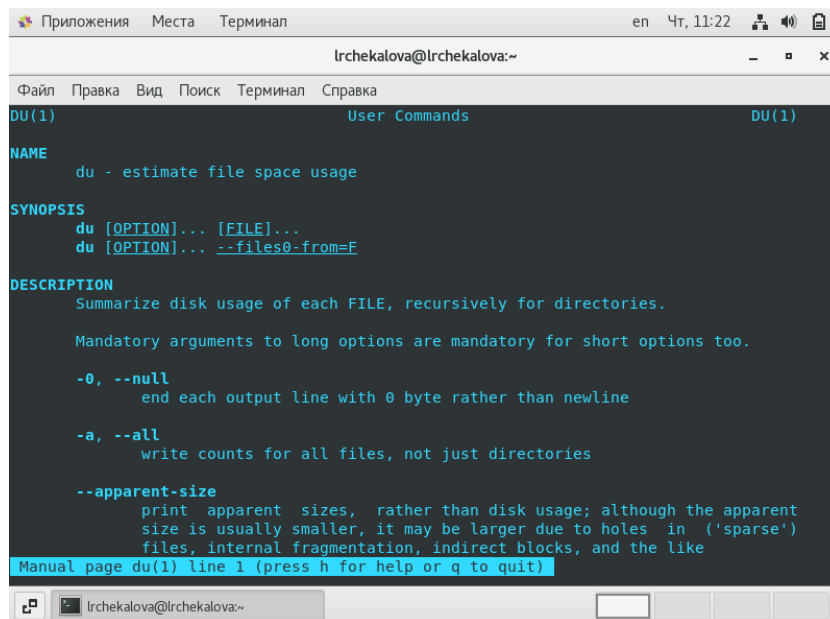 Приложения Места Терминал en Чт, 11:22
lrchekalova@lrchekalova:~
Файл Правка Вид Поиск Терминал Справка
DU(1) User Commands DU(1)
NAME
du - estimate file space usage
SYNOPSIS
du [OPTION]... [FILE]...
du [OPTION]... --files0-from=F
DESCRIPTION
Summarize disk usage of each FILE, recursively for directories.
Mandatory arguments to long options are mandatory for short options too.
-0, --null
end each output line with 0 byte rather than newline
-a, --all
write counts for all files, not just directories
--apparent-size
print apparent sizes, rather than disk usage; although the apparent
size is usually smaller, it may be larger due to holes in ('sparse')
files, internal fragmentation, indirect blocks, and the like
Manual page du(1) line 1 (press h for help or q to quit)
lrchekalova@lrchekalova:~